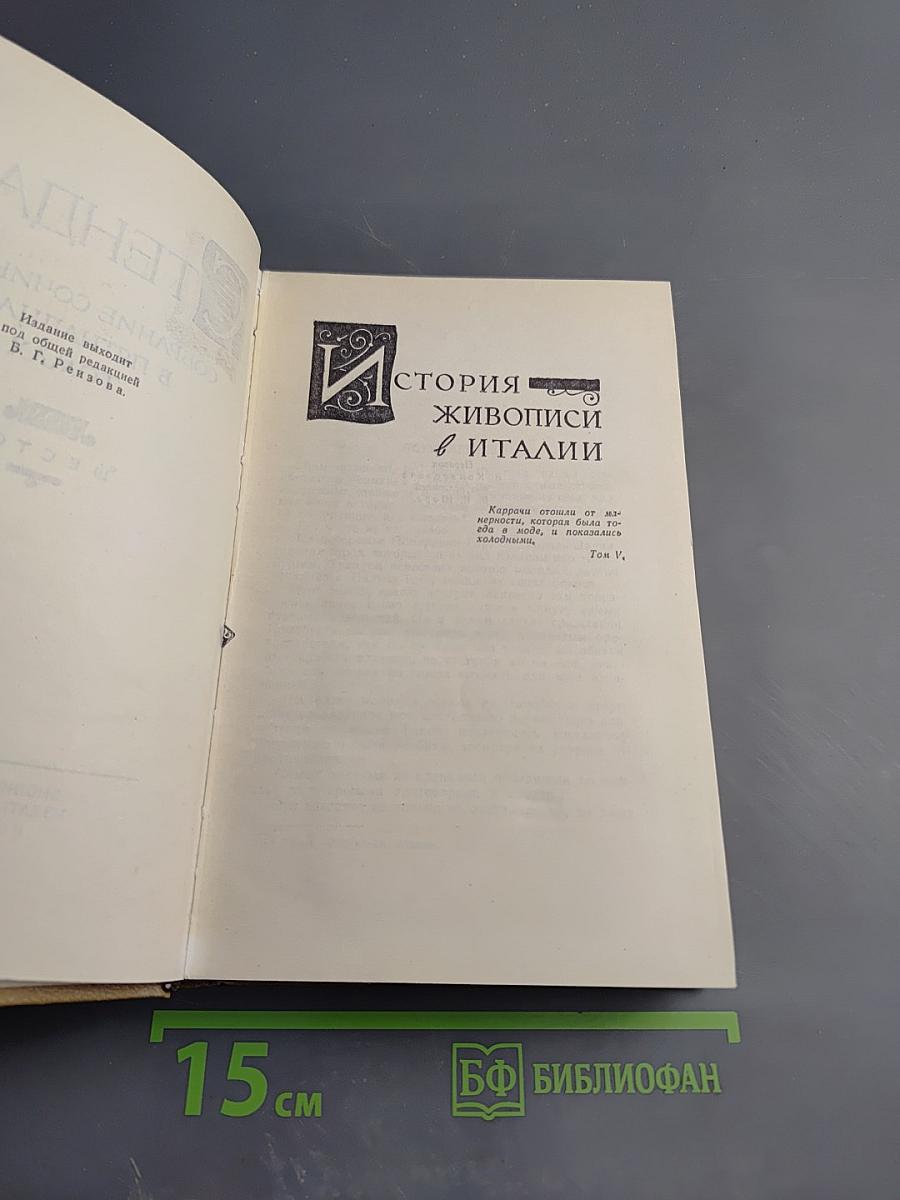 Издание выходит
под общей редакцией
Б. Г. Реизова.
ИСТОРИЯ
ЖИВОПИСИ
в ИТАЛИИ
Каррачи отошли от ма-
нерности, которая была то-
гда в моде, и показались
холодными.
Том V.
15 см
БФ БИБЛИОФАН